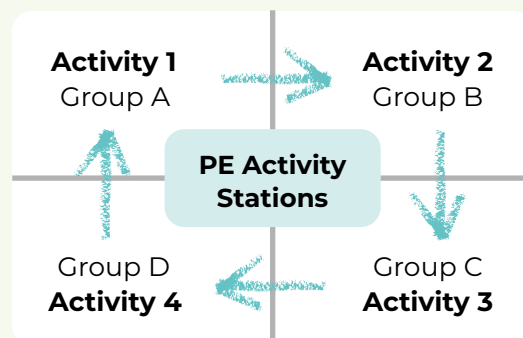 Activity 1
Group A
Activity 2
Group B
PE Activity
Stations
Group D
Activity 4
Group C
Activity 3